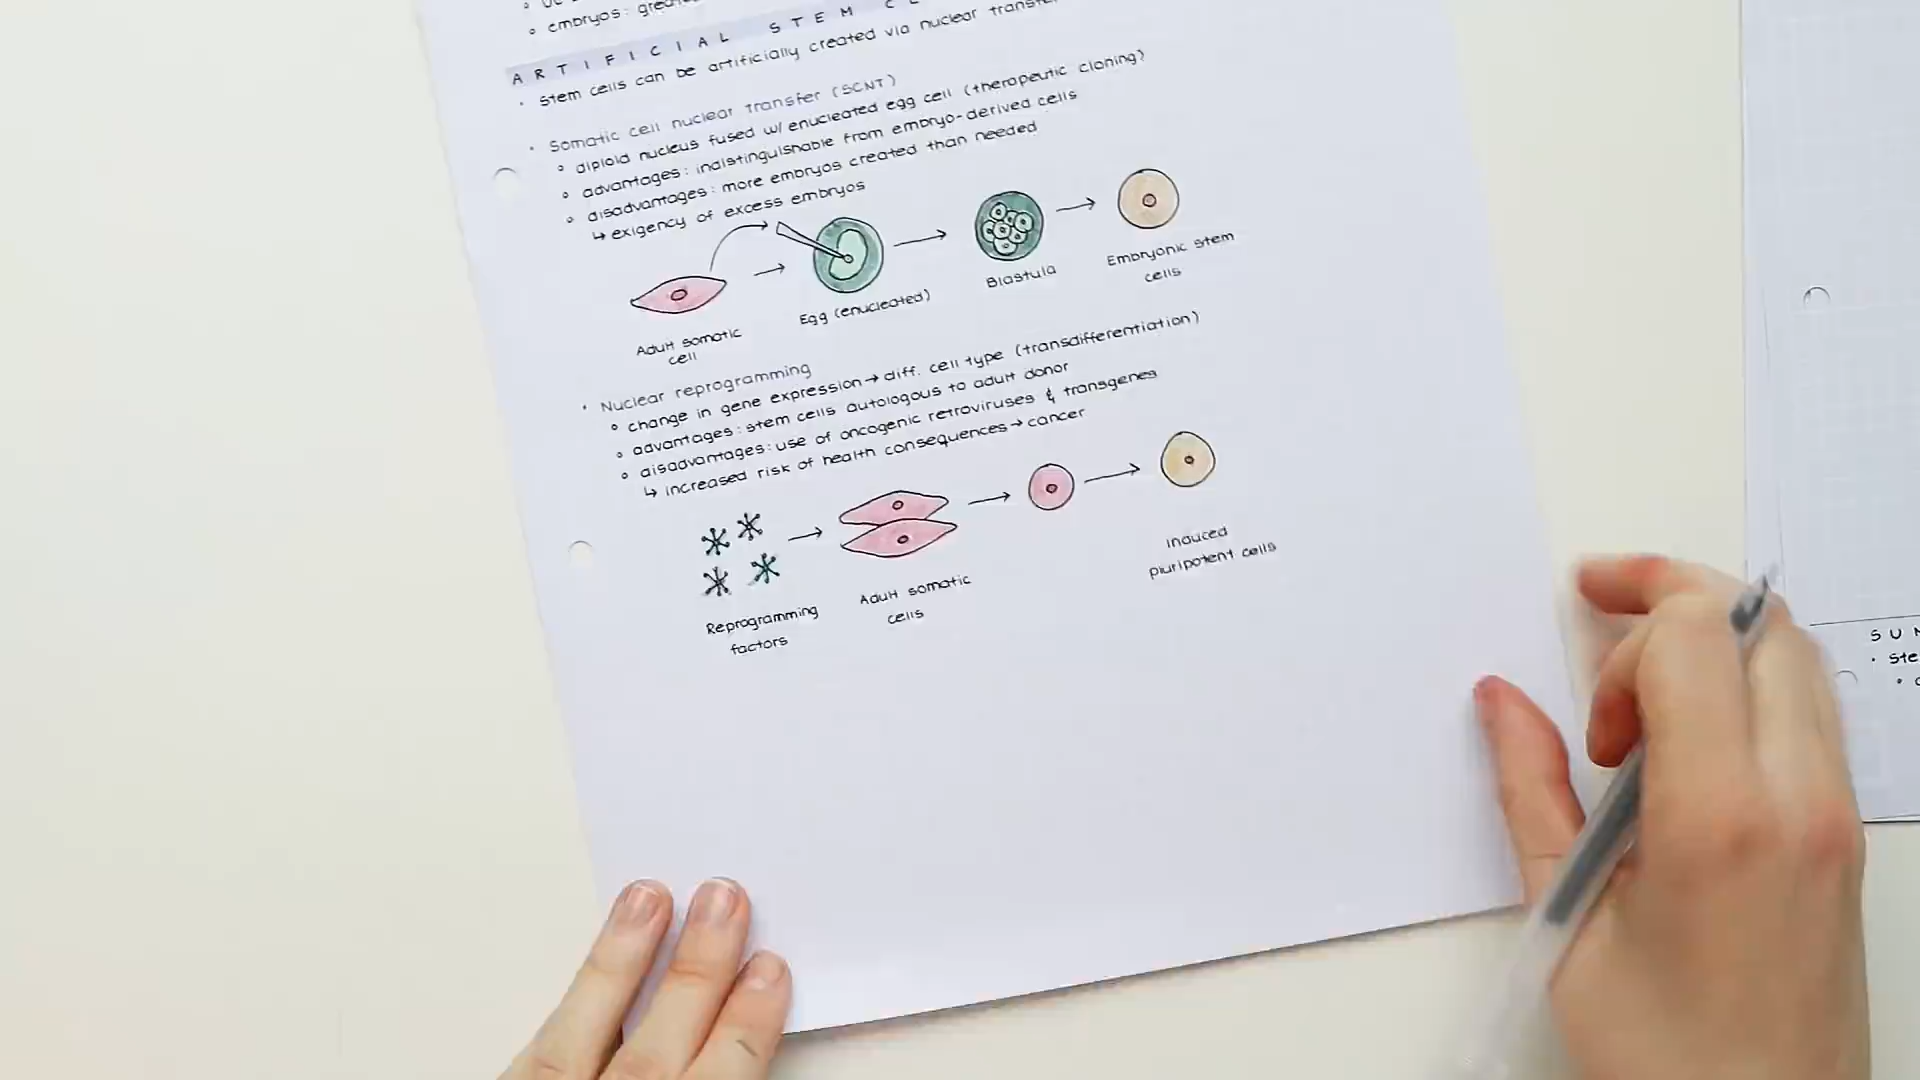 embryos:
ARTIFICIAL STEM
• stem cells can be artificially created via nuclear
• Somatic cell nuclear transfer (SCNT)
◦ diploid nucleus fused w/ enucleated egg cell (therapeutic cloning)
◦ advantages: indistinguishable from embryo-derived cells
◦ disadvantages: more embryos created than needed
↳ exigency of excess embryos
Adult somatic
cell
Egg (enucleated)
Blastula
Embryonic stem
cells
• Nuclear reprogramming
◦ change in gene expression → diff. cell type (transdifferentiation)
◦ advantages: stem cells autologous to adult donor
◦ disadvantages: use of oncogenic retroviruses & transgenes
↳ increased risk of health consequences → cancer
Reprogramming
factors
Adult somatic
cells
Induced
pluripotent cells